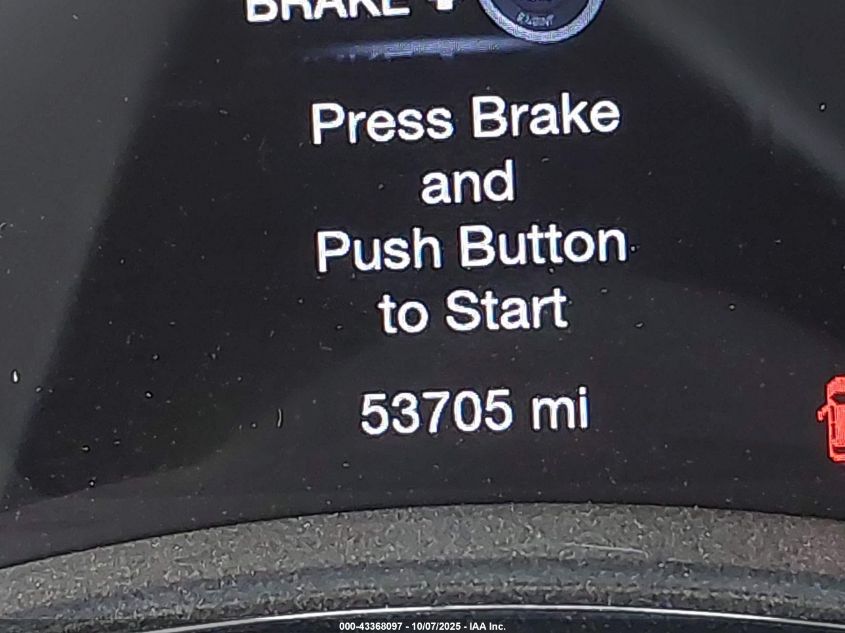 BRAKE +
Press Brake
and
Push Button
to Start
53705 mi
000-43368097 - 10/07/2025 - IAA Inc.